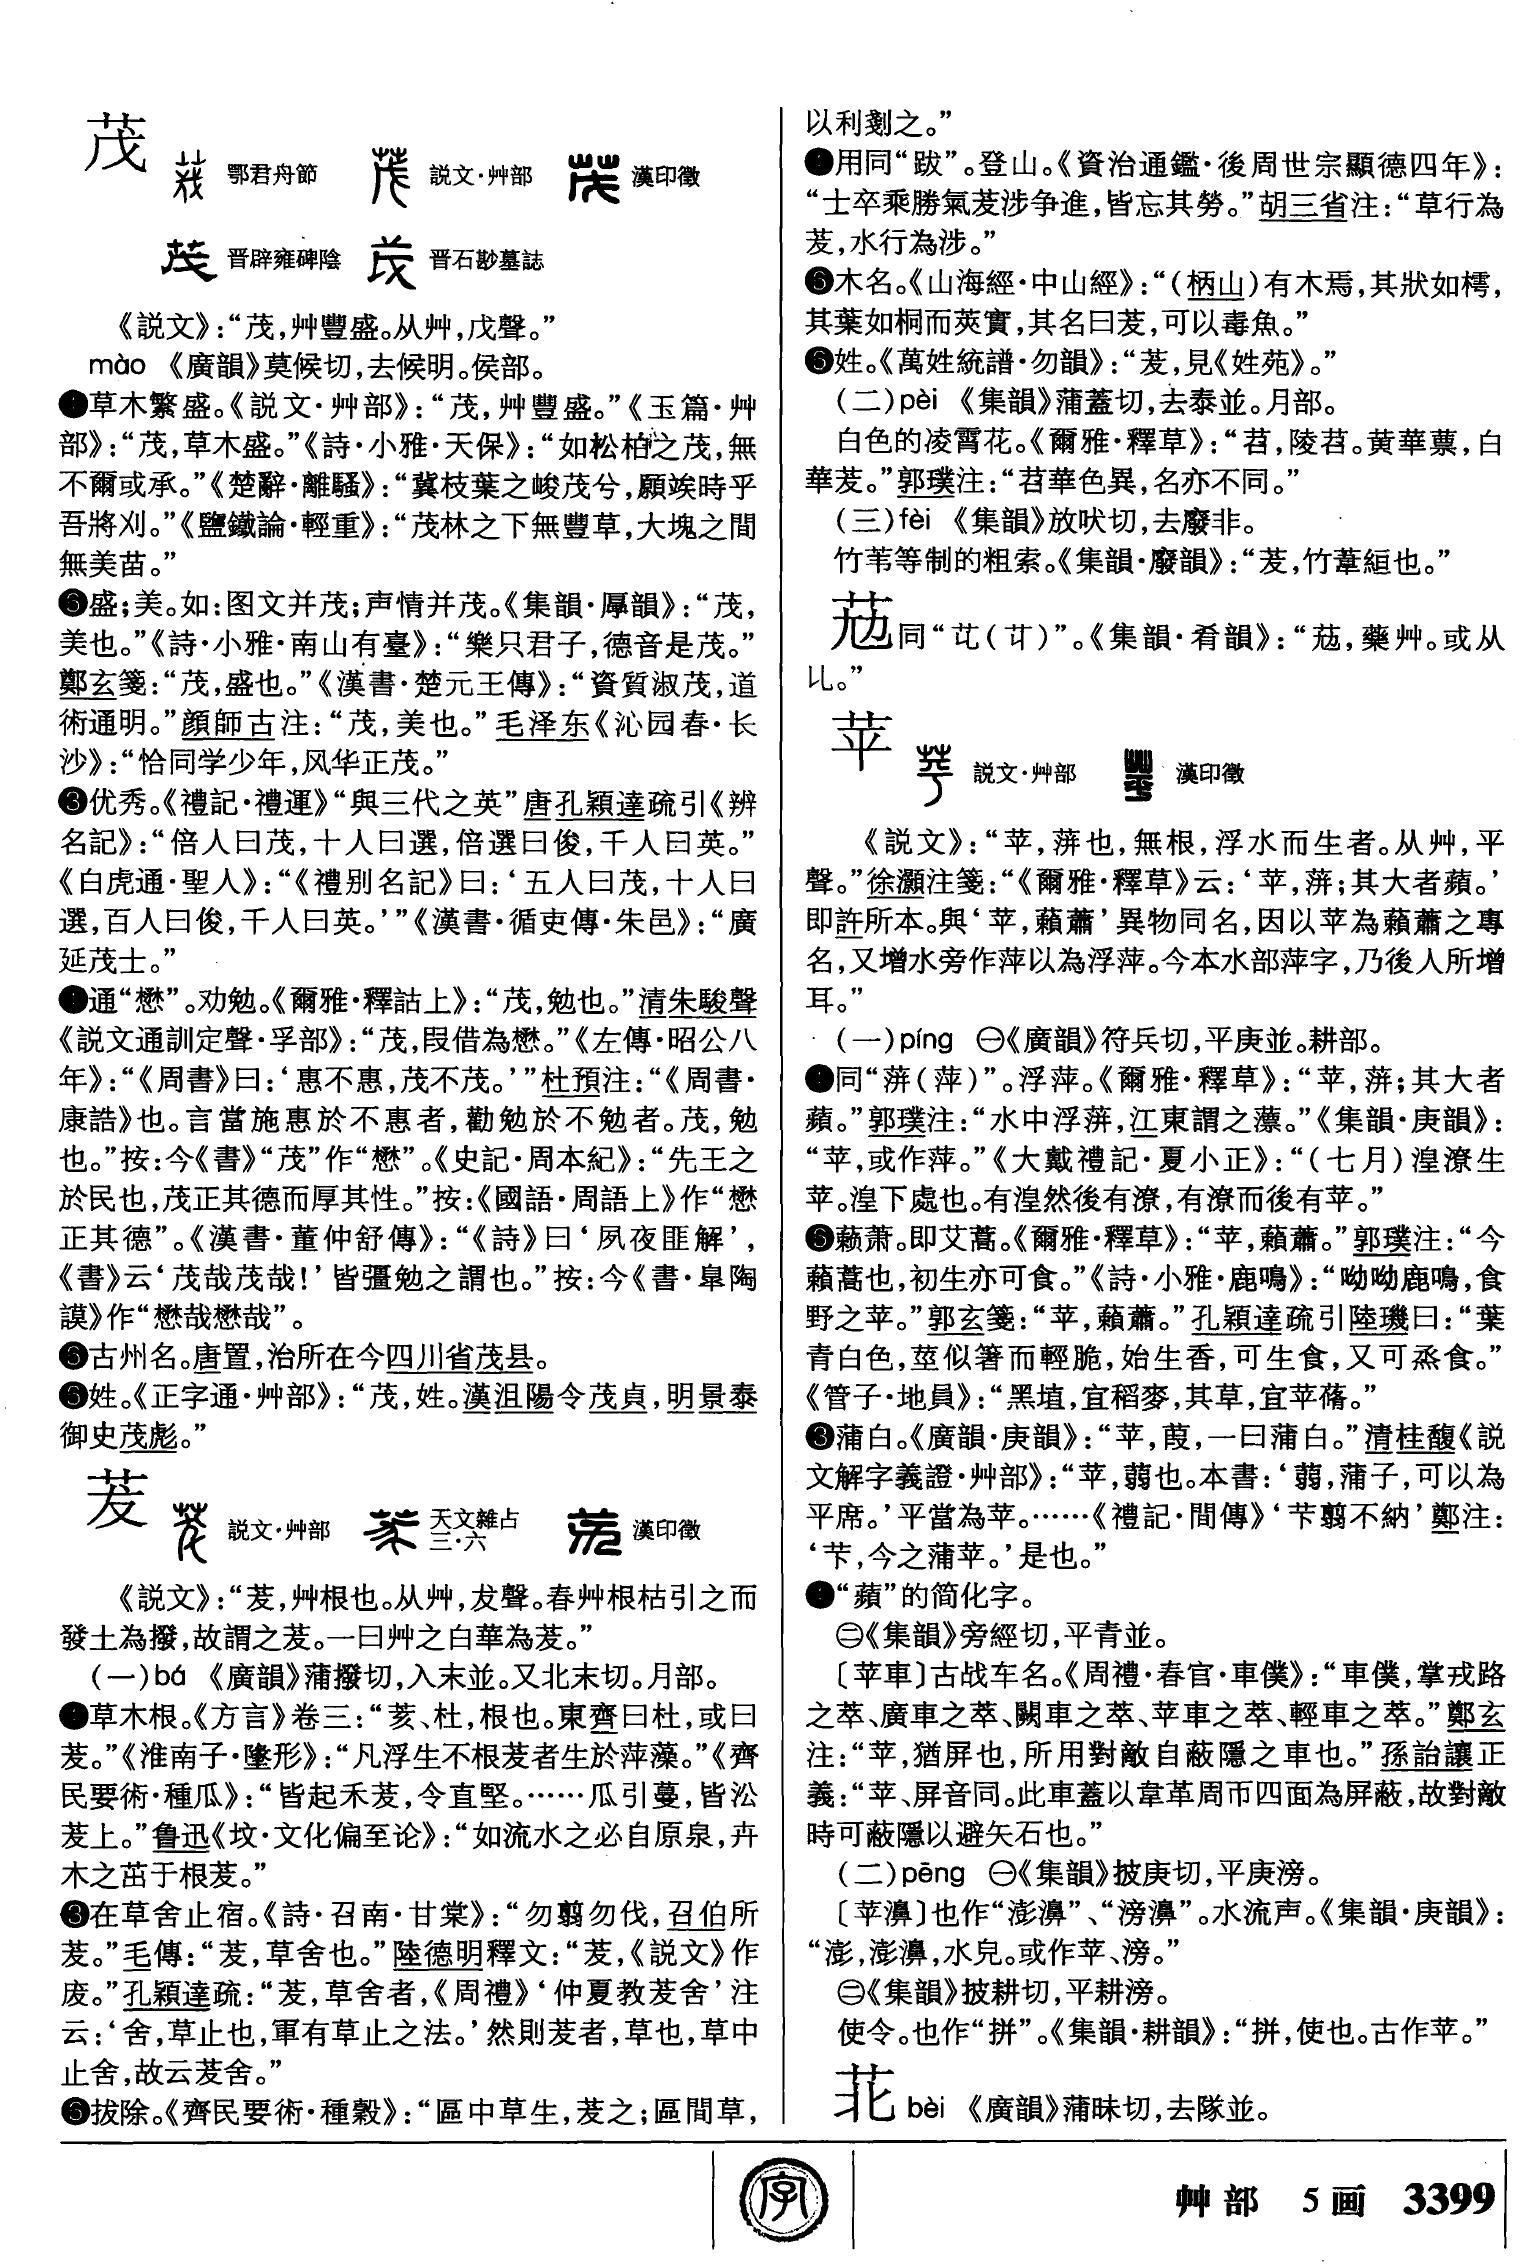 茂 鄂君舟節 説文·艸部 漢印徵
晋辟雍碑陰 晋石尠墓誌
《説文》：“茂，艸豐盛。从艸，戊聲。”
mào 《廣韻》莫候切，去候明。侯部。
❶草木繁盛。《説文·艸部》：“茂，艸豐盛。”《玉篇·艸
部》：“茂，草木盛。”《詩·小雅·天保》：“如松柏之茂，無
不爾或承。”《楚辭·離騷》：“冀枝葉之峻茂兮，願竢時乎
吾將刈。”《鹽鐵論·輕重》：“茂林之下無豐草，大塊之間
無美苗。”
❷盛；美。如：图文并茂；声情并茂。《集韻·厚韻》：“茂，
美也。”《詩·小雅·南山有臺》：“樂只君子，德音是茂。”
鄭玄箋：“茂，盛也。”《漢書·楚元王傳》：“資質淑茂，道
術通明。”顔師古注：“茂，美也。”毛泽东《沁园春·长
沙》：“恰同学少年，风华正茂。”
❸优秀。《禮記·禮運》“與三代之英”唐孔穎達疏引《辨
名記》：“倍人曰茂，十人曰選，倍選曰俊，千人曰英。”
《白虎通·聖人》：“《禮别名記》曰：‘五人曰茂，十人曰
選，百人曰俊，千人曰英。’”《漢書·循吏傳·朱邑》：“廣
延茂士。”
❹通“懋”。劝勉。《爾雅·釋詁上》：“茂，勉也。”清朱駿聲
《説文通訓定聲·孚部》：“茂，叚借為懋。”《左傳·昭公八
年》：“《周書》曰：‘惠不惠，茂不茂。’”杜預注：“《周書·
康誥》也。言當施惠於不惠者，勸勉於不勉者。茂，勉
也。”按：今《書》“茂”作“懋”。《史記·周本紀》：“先王之
於民也，茂正其德而厚其性。”按：《國語·周語上》作“懋
正其德”。《漢書·董仲舒傳》：“《詩》曰‘夙夜匪解’，
《書》云‘茂哉茂哉！’皆彊勉之謂也。”按：今《書·皋陶
謨》作“懋哉懋哉”。
❺古州名。唐置，治所在今四川省茂县。
❻姓。《正字通·艸部》：“茂，姓。漢沮陽令茂貞，明景泰
御史茂彪。”
茇 説文·艸部 天文雜占三·六 漢印徵
《説文》：“茇，艸根也。从艸，犮聲。春艸根枯引之而
發土為撥，故謂之茇。一曰艸之白華為茇。”
（一）bá 《廣韻》蒲撥切，入末並。又北末切。月部。
❶草木根。《方言》卷三：“荄、杜，根也。東齊曰杜，或曰
茇。”《淮南子·墬形》：“凡浮生不根茇者生於萍藻。”《齊
民要術·種瓜》：“皆起禾茇，令直堅。……瓜引蔓，皆㳂
茇上。”鲁迅《坟·文化偏至论》：“如流水之必自原泉，卉
木之茁于根茇。”
❷在草舍止宿。《詩·召南·甘棠》：“勿翦勿伐，召伯所
茇。”毛傳：“茇，草舍也。”陸德明釋文：“茇，《説文》作
废。”孔穎達疏：“茇，草舍者，《周禮》‘仲夏教茇舍’注
云：‘舍，草止也，軍有草止之法。’然則茇者，草也，草中
止舍，故云茇舍。”
❸拔除。《齊民要術·種穀》：“區中草生，茇之；區間草，
以利剗之。”
❹用同“跋”。登山。《資治通鑑·後周世宗顯德四年》：
“士卒乘勝氣茇涉争進，皆忘其勞。”胡三省注：“草行為
茇，水行為涉。”
❺木名。《山海經·中山經》：“（柄山）有木焉，其狀如樗，
其葉如桐而莢實，其名曰茇，可以毒魚。”
❻姓。《萬姓統譜·勿韻》：“茇，見《姓苑》。”
（二）pèi 《集韻》蒲蓋切，去泰並。月部。
白色的凌霄花。《爾雅·釋草》：“苕，陵苕。黄華蔈，白
華茇。”郭璞注：“苕華色異，名亦不同。”
（三）fèi 《集韻》放吠切，去廢非。
竹苇等制的粗索。《集韻·廢韻》：“茇，竹葦絙也。”
𦭷同“芘（芁）”。《集韻·肴韻》：“𦭷，藥艸。或从
丩。”
苹 説文·艸部 漢印徵
《説文》：“苹，蓱也，無根，浮水而生者。从艸，平
聲。”徐灝注箋：“《爾雅·釋草》云：‘苹，蓱；其大者蘋。’
即許所本。與‘苹，藾蕭’異物同名，因以苹為藾蕭之專
名，又增水旁作萍以為浮萍。今本水部萍字，乃後人所增
耳。”
（一）píng ㊀《廣韻》符兵切，平庚並。耕部。
❶同“蓱（萍）”。浮萍。《爾雅·釋草》：“苹，蓱；其大者
蘋。”郭璞注：“水中浮蓱，江東謂之薸。”《集韻·庚韻》：
“苹，或作萍。”《大戴禮記·夏小正》：“（七月）湟潦生
苹。湟下處也。有湟然後有潦，有潦而後有苹。”
❷藾萧。即艾蒿。《爾雅·釋草》：“苹，藾蕭。”郭璞注：“今
藾蒿也，初生亦可食。”《詩·小雅·鹿鳴》：“呦呦鹿鳴，食
野之苹。”郭玄箋：“苹，藾蕭。”孔穎達疏引陸璣曰：“葉
青白色，莖似箸而輕脆，始生香，可生食，又可烝食。”
《管子·地員》：“黑埴，宜稻麥，其草，宜苹蓨。”
❸蒲白。《廣韻·庚韻》：“苹，葭，一曰蒲白。”清桂馥《説
文解字義證·艸部》：“苹，蒻也。本書：‘蒻，蒲子，可以為
平席。’平當為苹。……《禮記·間傳》‘芐翦不納’鄭注：
‘芐，今之蒲苹。’是也。”
❹“蘋”的简化字。
㊁《集韻》旁經切，平青並。
〔苹車〕古战车名。《周禮·春官·車僕》：“車僕，掌戎路
之萃、廣車之萃、闕車之萃、苹車之萃、輕車之萃。”鄭玄
注：“苹，猶屏也，所用對敵自蔽隱之車也。”孫詒讓正
義：“苹、屏音同。此車蓋以韋革周帀四面為屏蔽，故對敵
時可蔽隱以避矢石也。”
（二）pēng ㊀《集韻》披庚切，平庚滂。
〔苹濞〕也作“澎濞”、“滂濞”。水流声。《集韻·庚韻》：
“澎，澎濞，水皃。或作苹、滂。”
㊁《集韻》披耕切，平耕滂。
使令。也作“拼”。《集韻·耕韻》：“拼，使也。古作苹。”
苝 bèi 《廣韻》蒲昧切，去隊並。
字
艸部 5画 3399